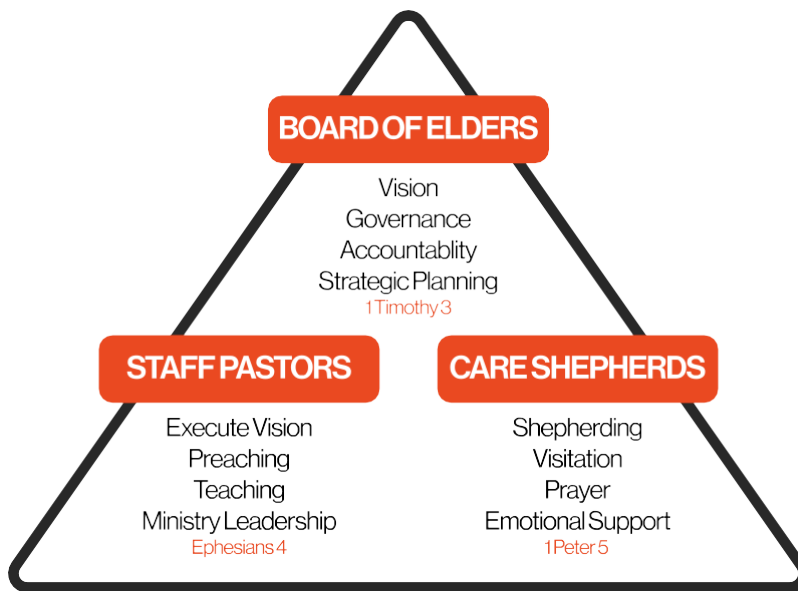 BOARD OF ELDERS
Vision
Governance
Accountablity
Strategic Planning
1 Timothy 3
STAFF PASTORS
Execute Vision
Preaching
Teaching
Ministry Leadership
Ephesians 4
CARE SHEPHERDS
Shepherding
Visitation
Prayer
Emotional Support
1 Peter 5